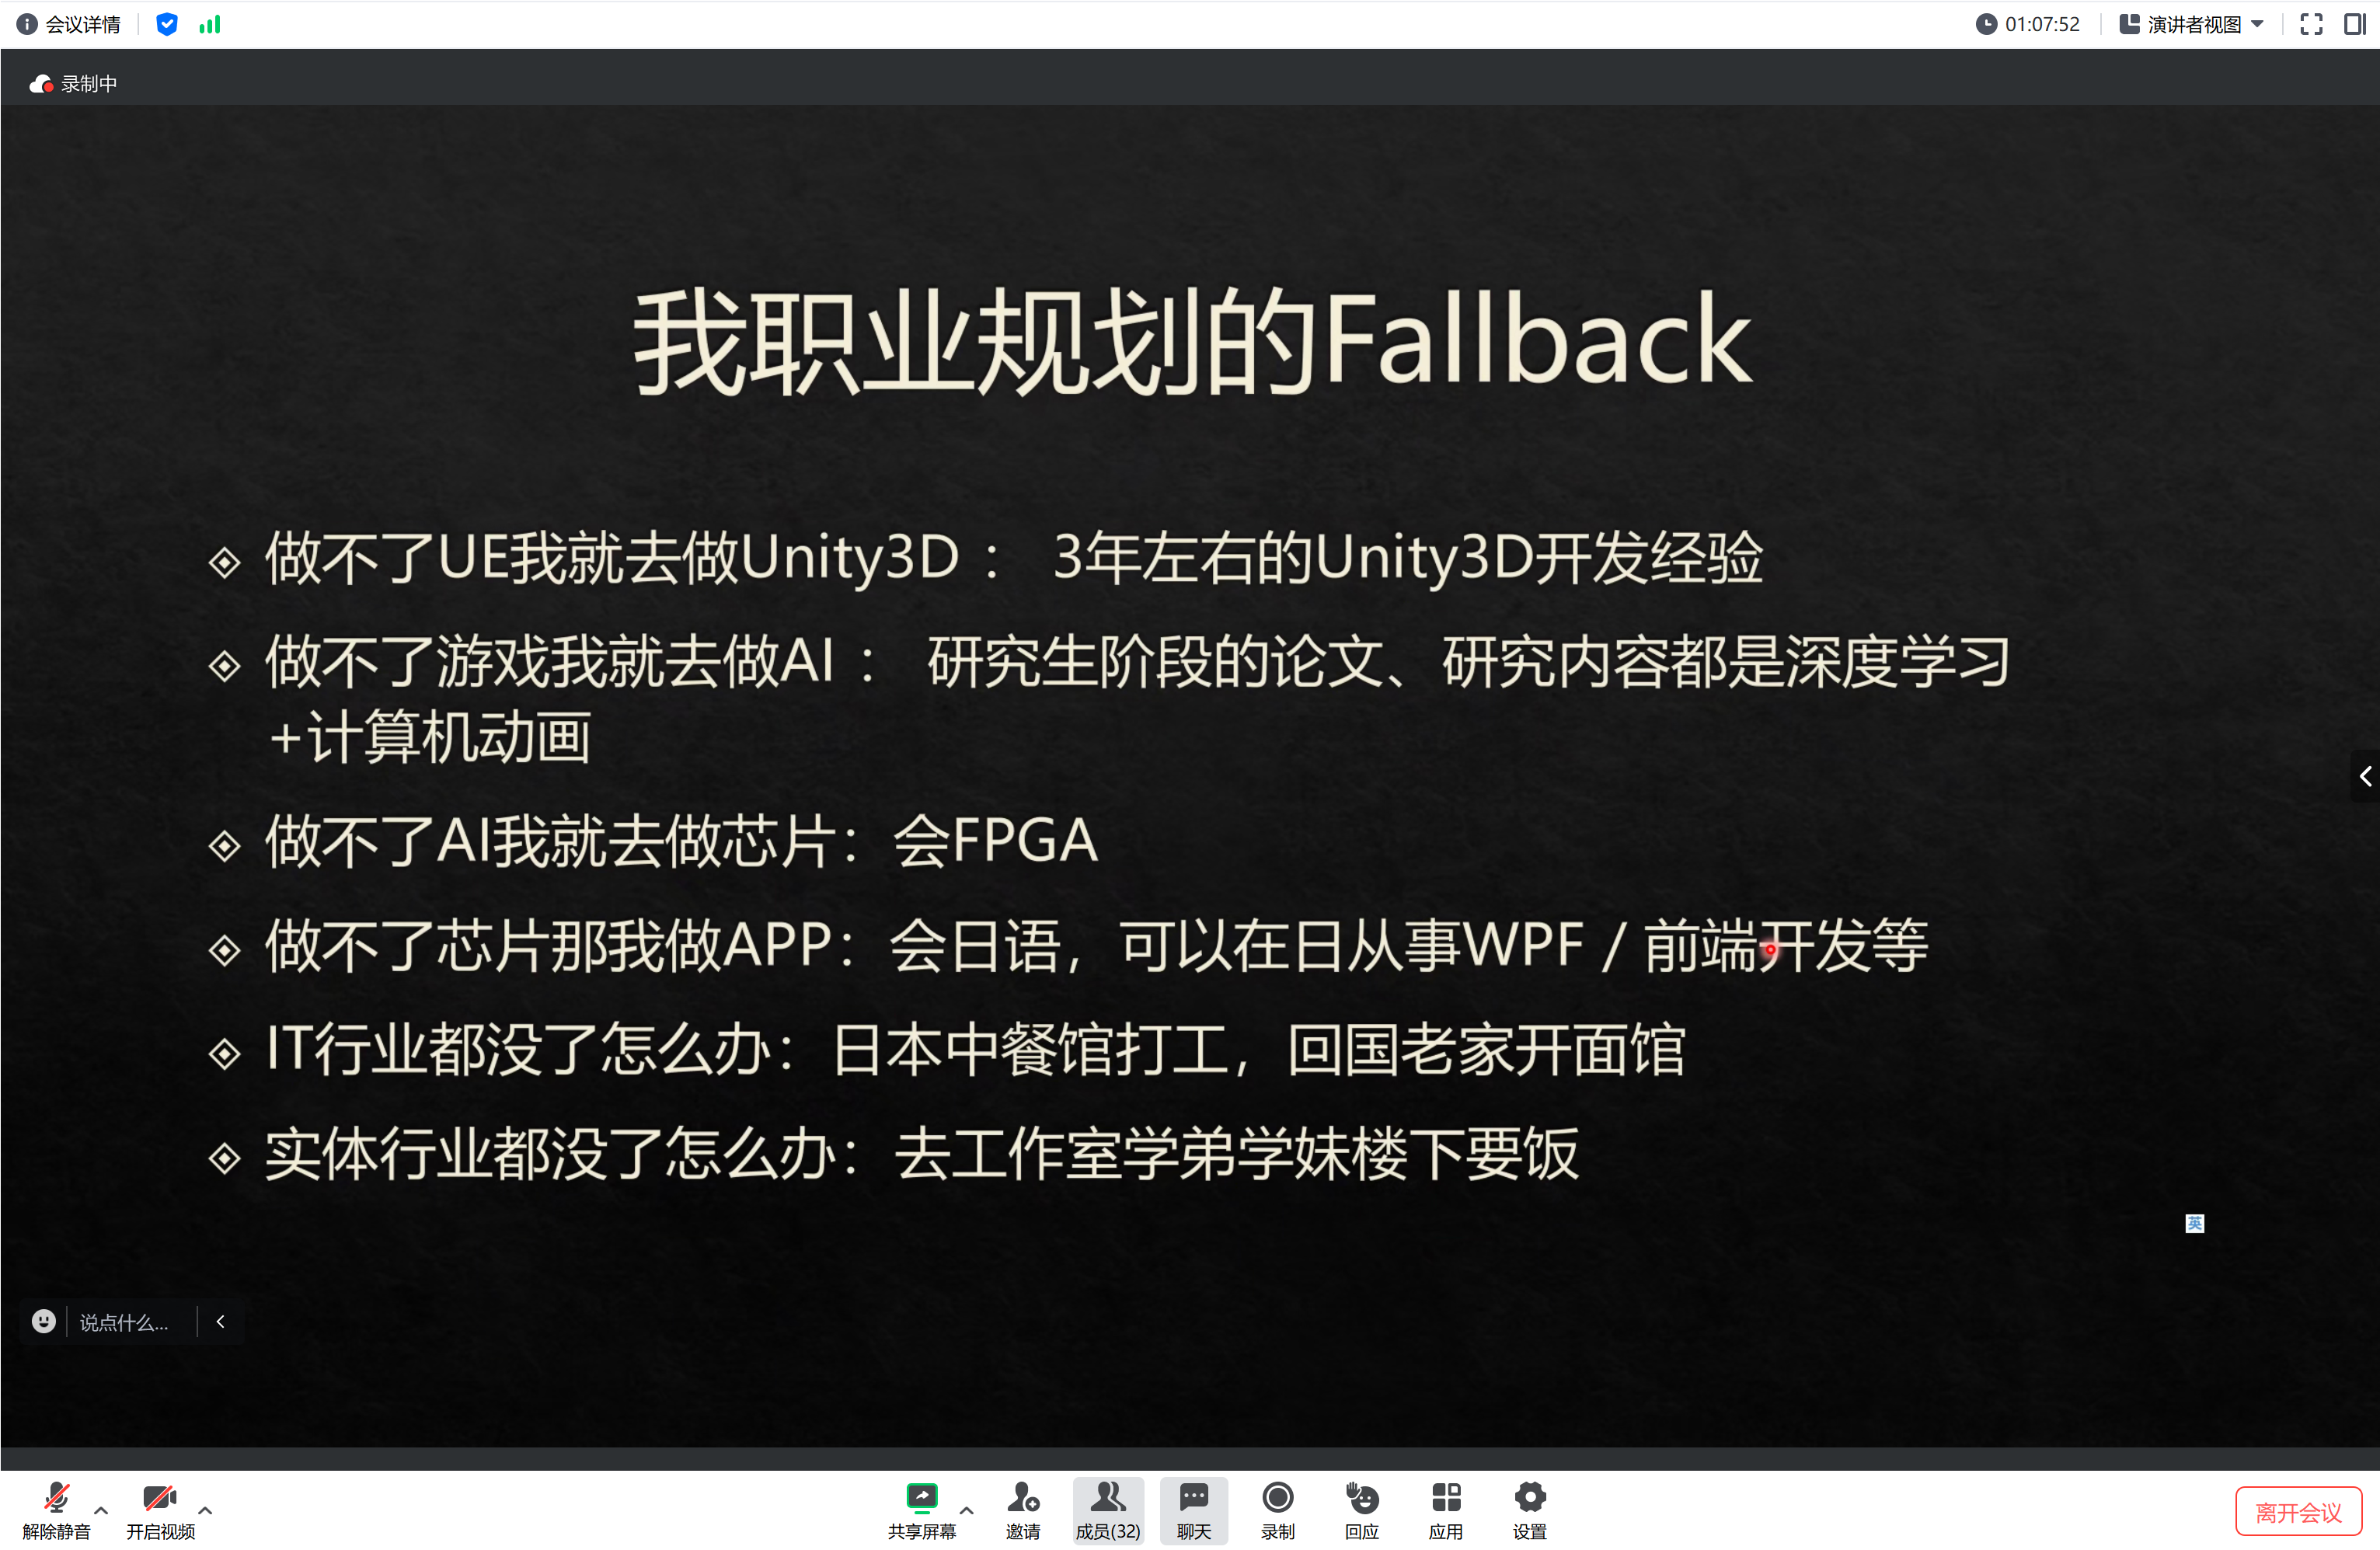 会议详情
01:07:52
演讲者视图
录制中
我职业规划的Fallback
做不了UE我就去做Unity3D ： 3年左右的Unity3D开发经验
做不了游戏我就去做AI ： 研究生阶段的论文、研究内容都是深度学习
+计算机动画
做不了AI我就去做芯片：会FPGA
做不了芯片那我做APP：会日语，可以在日从事WPF / 前端开发等
IT行业都没了怎么办：日本中餐馆打工，回国老家开面馆
实体行业都没了怎么办：去工作室学弟学妹楼下要饭
英
说点什么...
解除静音
开启视频
共享屏幕
邀请
成员(32)
聊天
录制
回应
应用
设置
离开会议